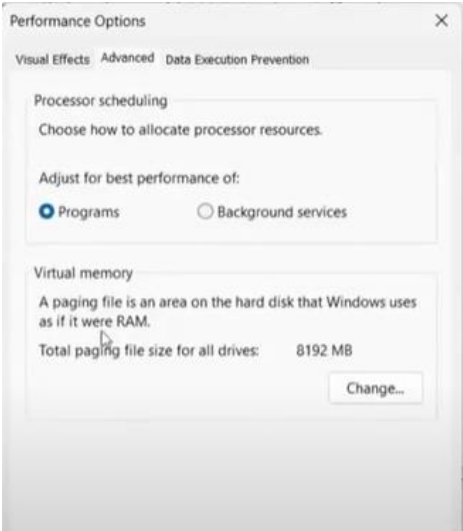 Performance Options
Visual Effects Advanced Data Execution Prevention
Processor scheduling
Choose how to allocate processor resources.
Adjust for best performance of:
Programs Background services
Virtual memory
A paging file is an area on the hard disk that Windows uses
as if it were RAM.
Total paging file size for all drives: 8192 MB
Change...